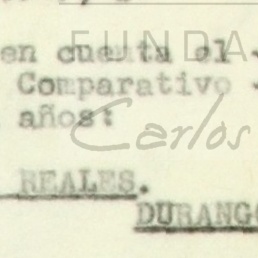 FUNDA
en cuenta el
Comparativo
años:
Carlos
REALES.
DURANGO